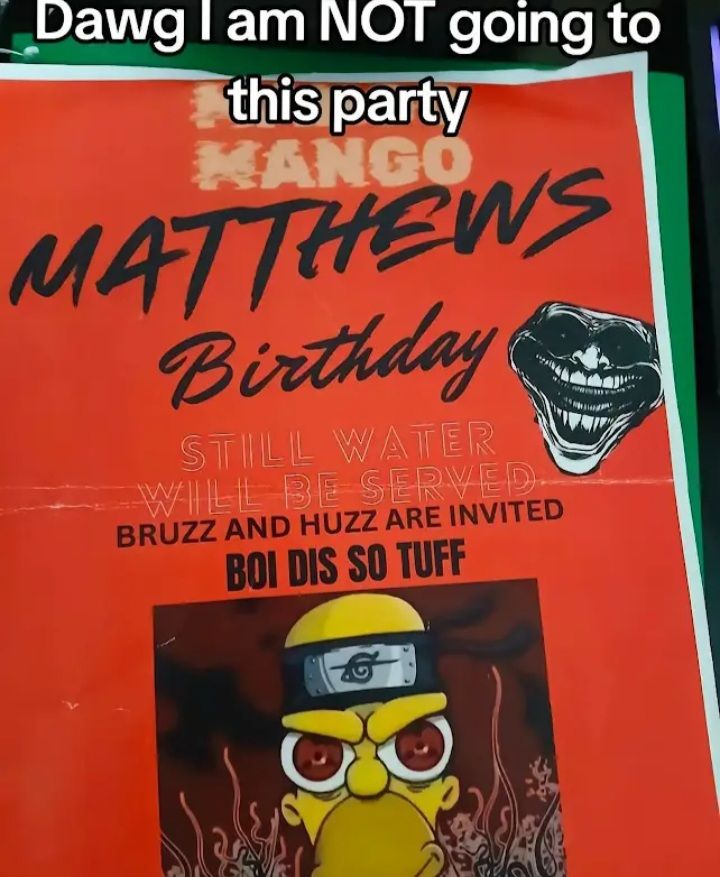 Dawg I am NOT going to
this party
MANGO
MATTHEWS
Birthday
STILL WATER
WILL BE SERVED
BRUZZ AND HUZZ ARE INVITED
BOI DIS SO TUFF